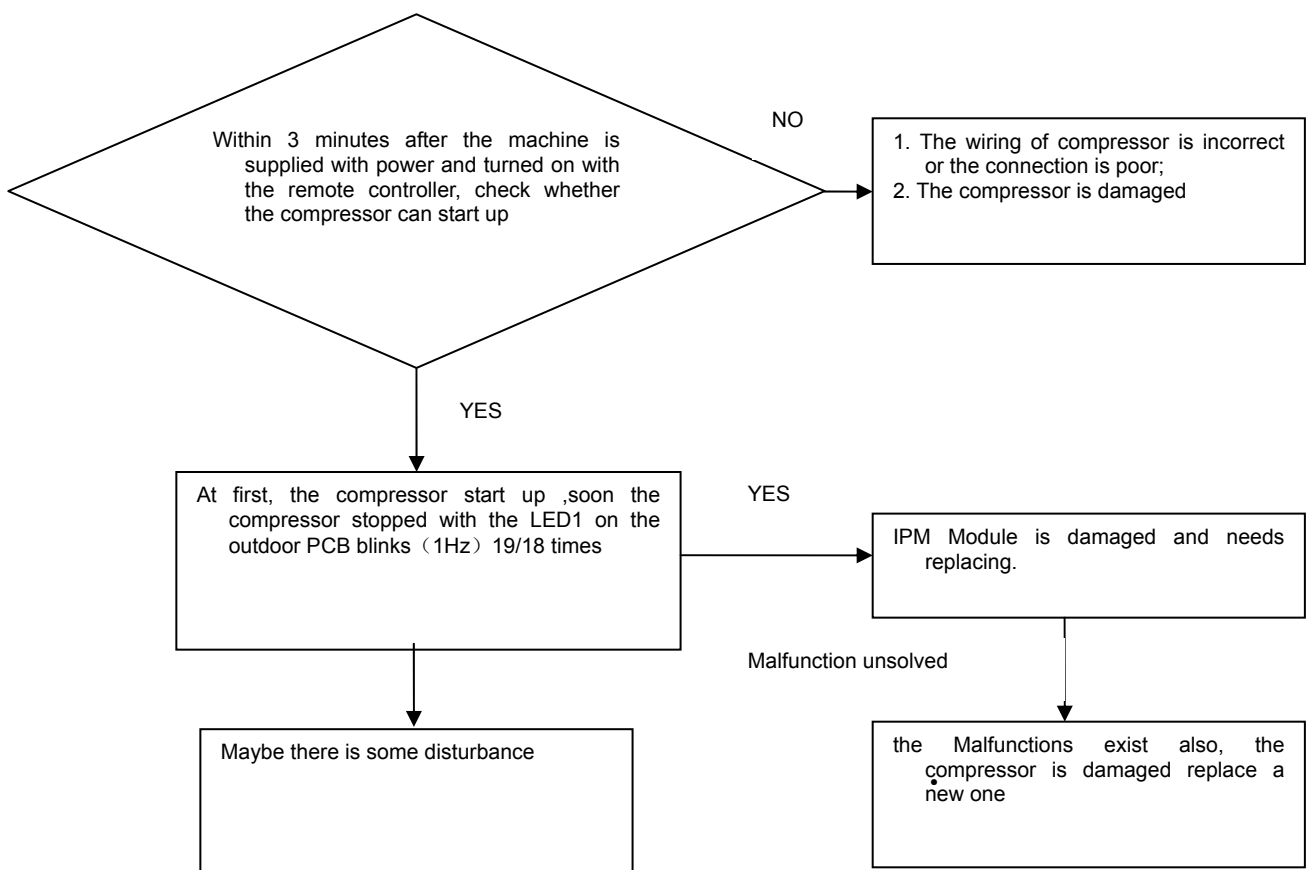 Within 3 minutes after the machine is
supplied with power and turned on with
the remote controller, check whether
the compressor can start up
NO
1. The wiring of compressor is incorrect
or the connection is poor;
2. The compressor is damaged
YES
At first, the compressor start up ,soon the
compressor stopped with the LED1 on the
outdoor PCB blinks（1Hz）19/18 times
YES
IPM Module is damaged and needs
replacing.
Malfunction unsolved
Maybe there is some disturbance
the Malfunctions exist also, the
compressor is damaged replace a
new one